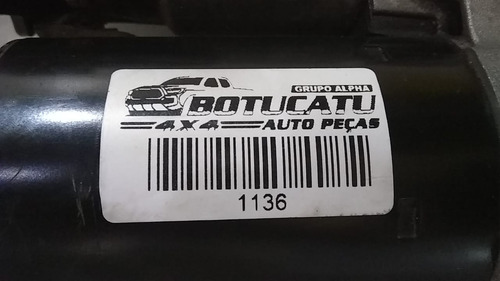 GRUPO ALPHA
BOTUCATU
4X4 AUTO PEÇAS
1136